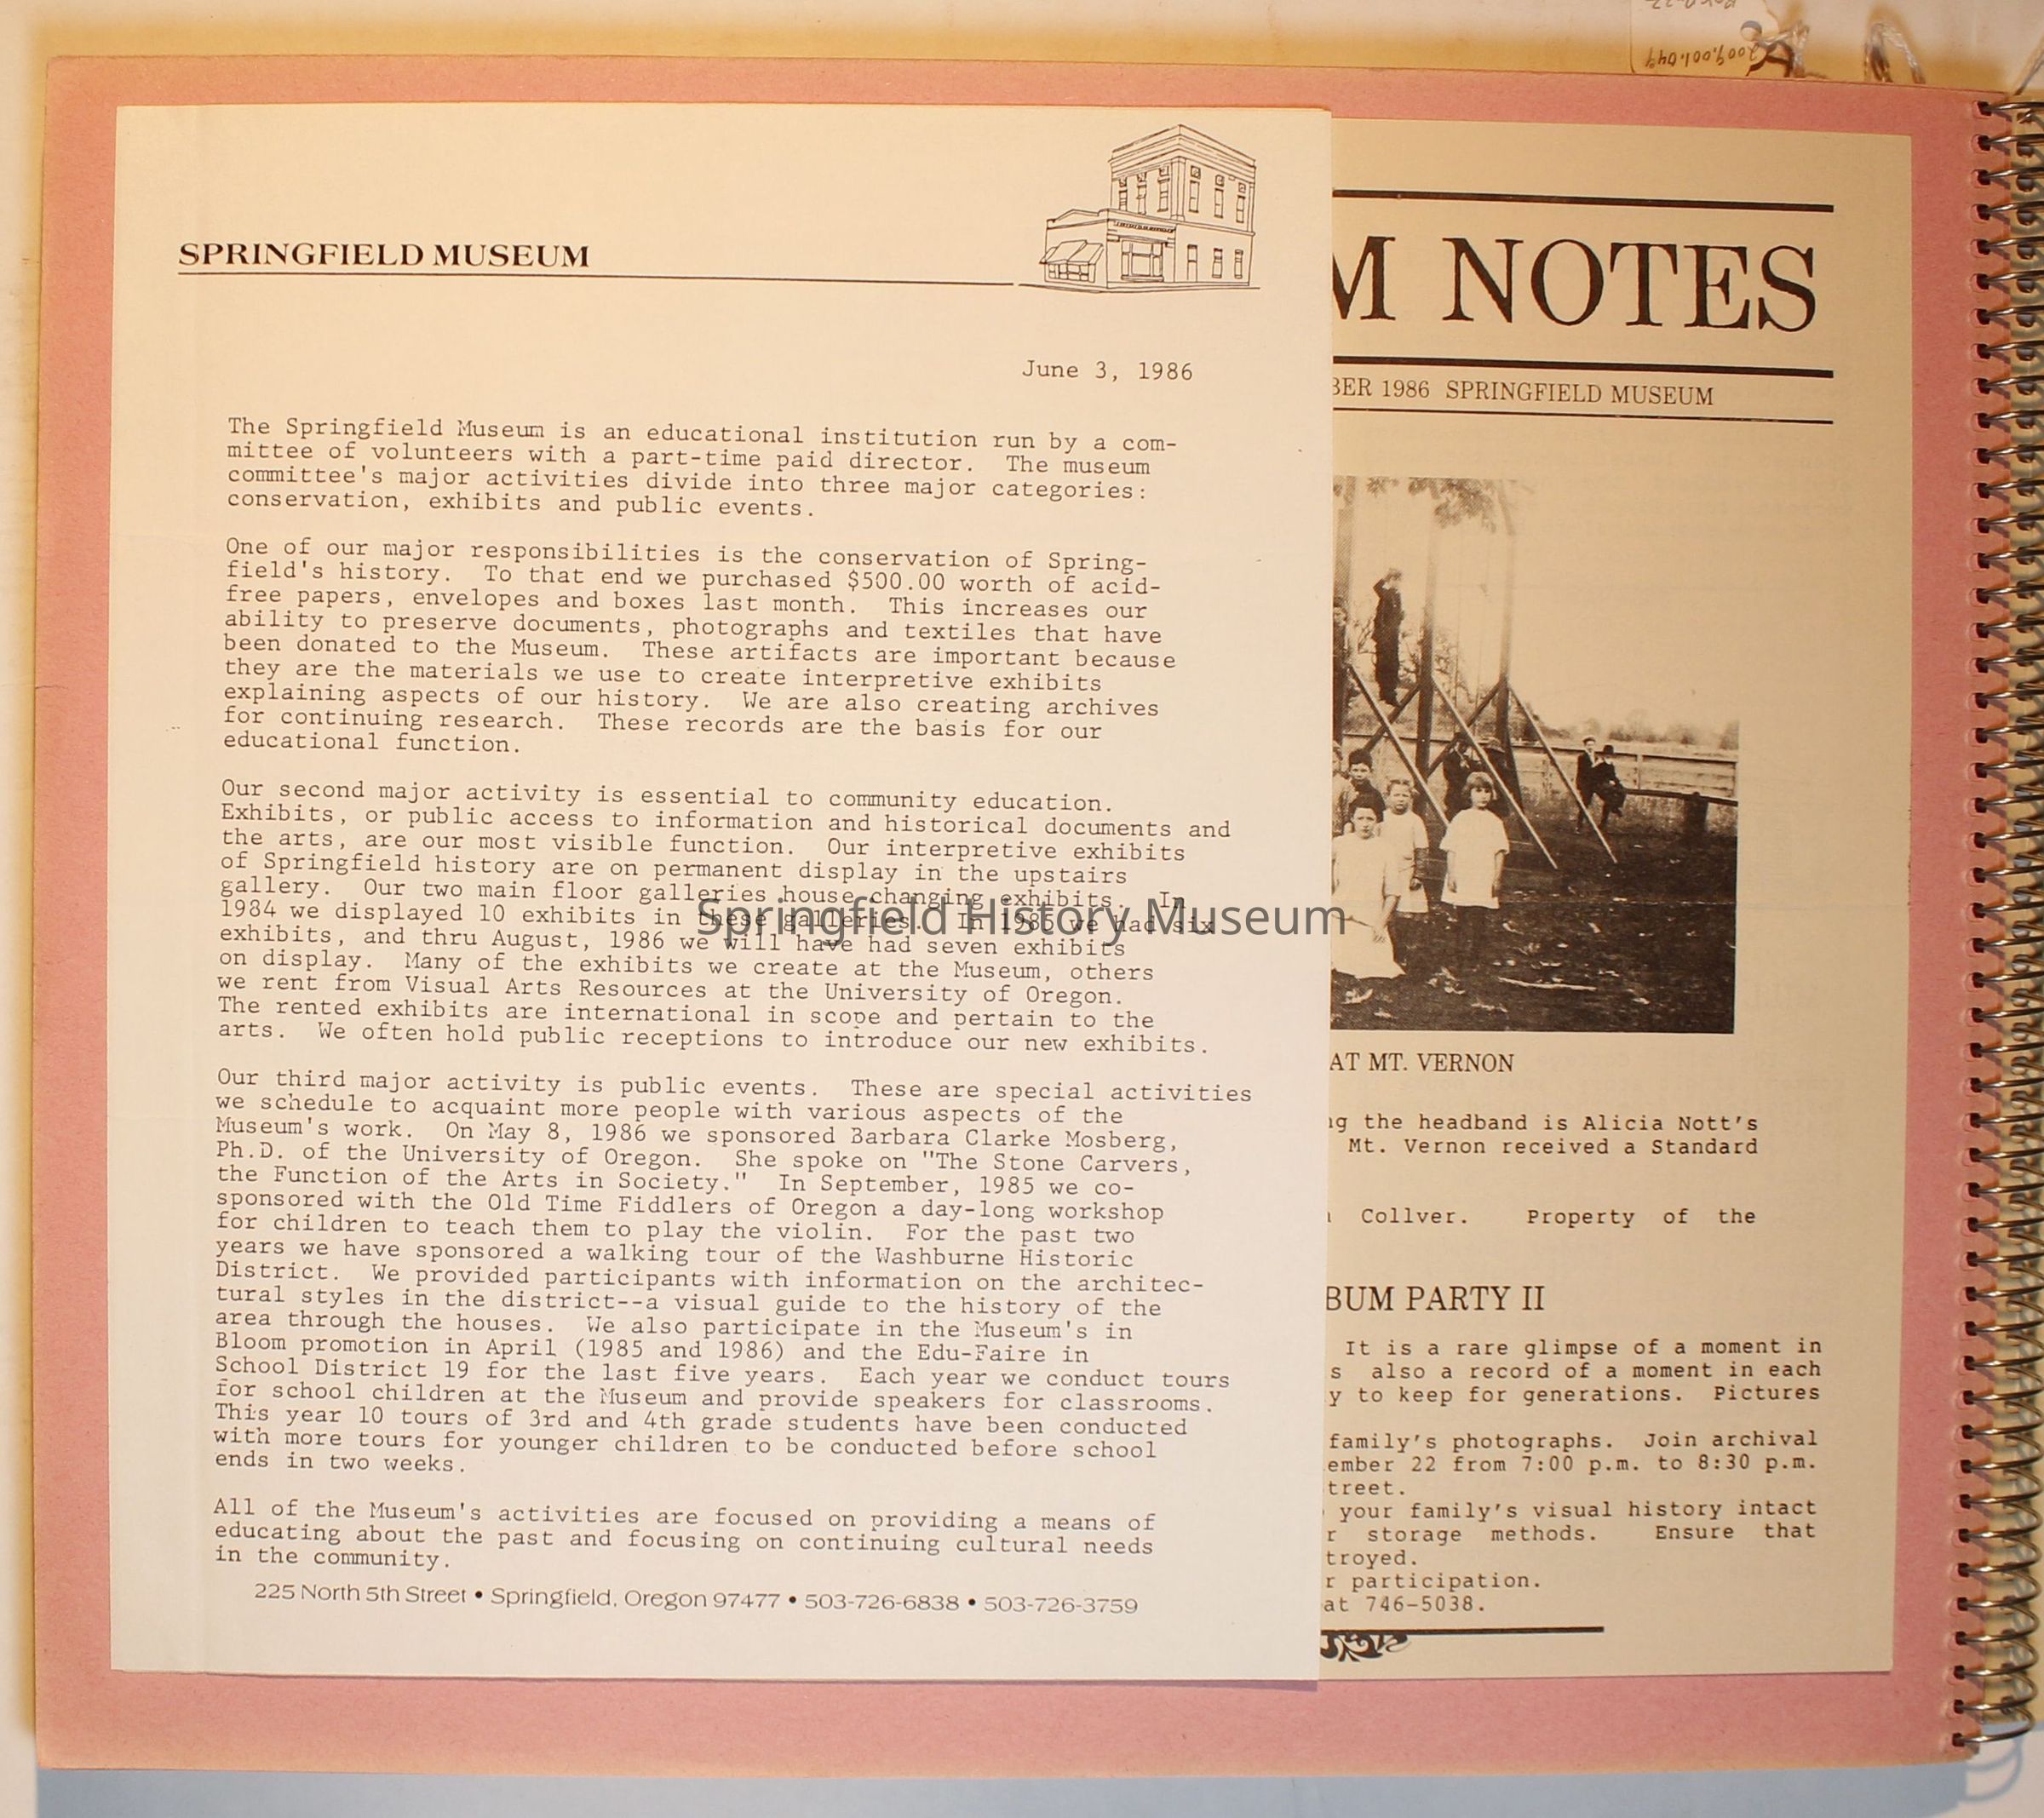 2009.001.049
SPRINGFIELD MUSEUM
June 3, 1986
The Springfield Museum is an educational institution run by a com-
mittee of volunteers with a part-time paid director. The museum
committee's major activities divide into three major categories:
conservation, exhibits and public events.
One of our major responsibilities is the conservation of Spring-
field's history. To that end we purchased $500.00 worth of acid-
free papers, envelopes and boxes last month. This increases our
ability to preserve documents, photographs and textiles that have
been donated to the Museum. These artifacts are important because
they are the materials we use to create interpretive exhibits
explaining aspects of our history. We are also creating archives
for continuing research. These records are the basis for our
educational function.
Our second major activity is essential to community education.
Exhibits, or public access to information and historical documents and
the arts, are our most visible function. Our interpretive exhibits
of Springfield history are on permanent display in the upstairs
gallery. Our two main floor galleries house changing exhibits. In
1984 we displayed 10 exhibits in these galleries. In 1985 we had six
exhibits, and thru August, 1986 we will have had seven exhibits
on display. Many of the exhibits we create at the Museum, others
we rent from Visual Arts Resources at the University of Oregon.
The rented exhibits are international in scope and pertain to the
arts. We often hold public receptions to introduce our new exhibits.
Our third major activity is public events. These are special activities
we schedule to acquaint more people with various aspects of the
Museum's work. On May 8, 1986 we sponsored Barbara Clarke Mosberg,
Ph.D. of the University of Oregon. She spoke on "The Stone Carvers,
the Function of the Arts in Society." In September, 1985 we co-
sponsored with the Old Time Fiddlers of Oregon a day-long workshop
for children to teach them to play the violin. For the past two
years we have sponsored a walking tour of the Washburne Historic
District. We provided participants with information on the architec-
tural styles in the district--a visual guide to the history of the
area through the houses. We also participate in the Museum's in
Bloom promotion in April (1985 and 1986) and the Edu-Faire in
School District 19 for the last five years. Each year we conduct tours
for school children at the Museum and provide speakers for classrooms.
This year 10 tours of 3rd and 4th grade students have been conducted
with more tours for younger children to be conducted before school
ends in two weeks.
All of the Museum's activities are focused on providing a means of
educating about the past and focusing on continuing cultural needs
in the community.
225 North 5th Street • Springfield, Oregon 97477 • 503-726-6838 • 503-726-3759
Springfield History Museum
M NOTES
BER 1986 SPRINGFIELD MUSEUM
AT MT. VERNON
ng the headband is Alicia Nott's
Mt. Vernon received a Standard
Collver. Property of the
BUM PARTY II
It is a rare glimpse of a moment in
s also a record of a moment in each
y to keep for generations. Pictures
family's photographs. Join archival
ember 22 from 7:00 p.m. to 8:30 p.m.
treet.
your family's visual history intact
r storage methods. Ensure that
troyed.
r participation.
at 746-5038.